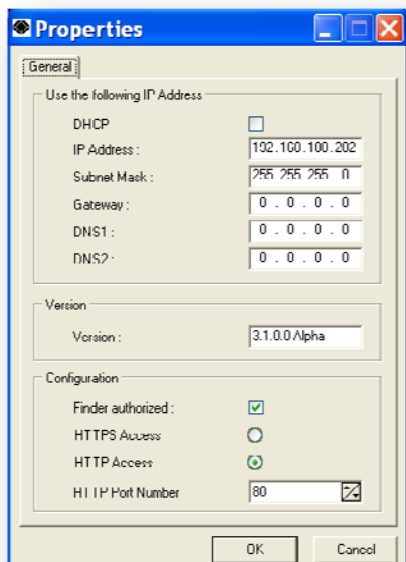 Properties
General
Use the following IP Address
DHCP
IP Address : 192.168.100.202
Subnet Mask : 255.255.255. 0
Gateway : 0 . 0 . 0 . 0
DNS1 : 0 . 0 . 0 . 0
DNS2 : 0 . 0 . 0 . 0
Version
Version : 3.1.0.0 Alpha
Configuration
Finder authorized :
HTTPS Access
HTTP Access
HTTP Port Number 80
OK Cancel